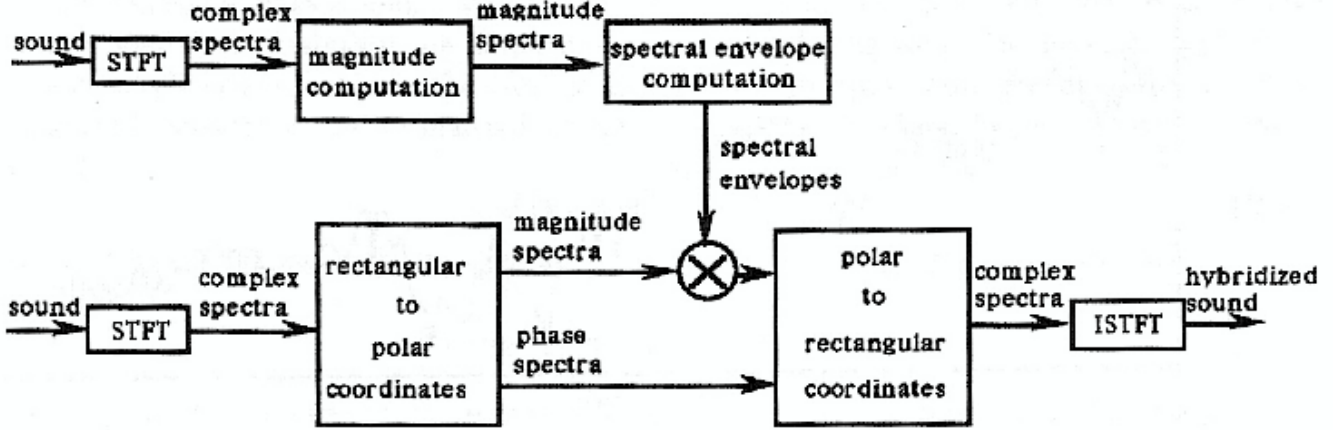 sound
STFT
complex
spectra
magnitude
computation
magnitude
spectra
spectral envelope
computation
spectral
envelopes
sound
STFT
complex
spectra
rectangular
to
polar
coordinates
magnitude
spectra
phase
spectra
polar
to
rectangular
coordinates
complex
spectra
ISTFT
hybridized
sound